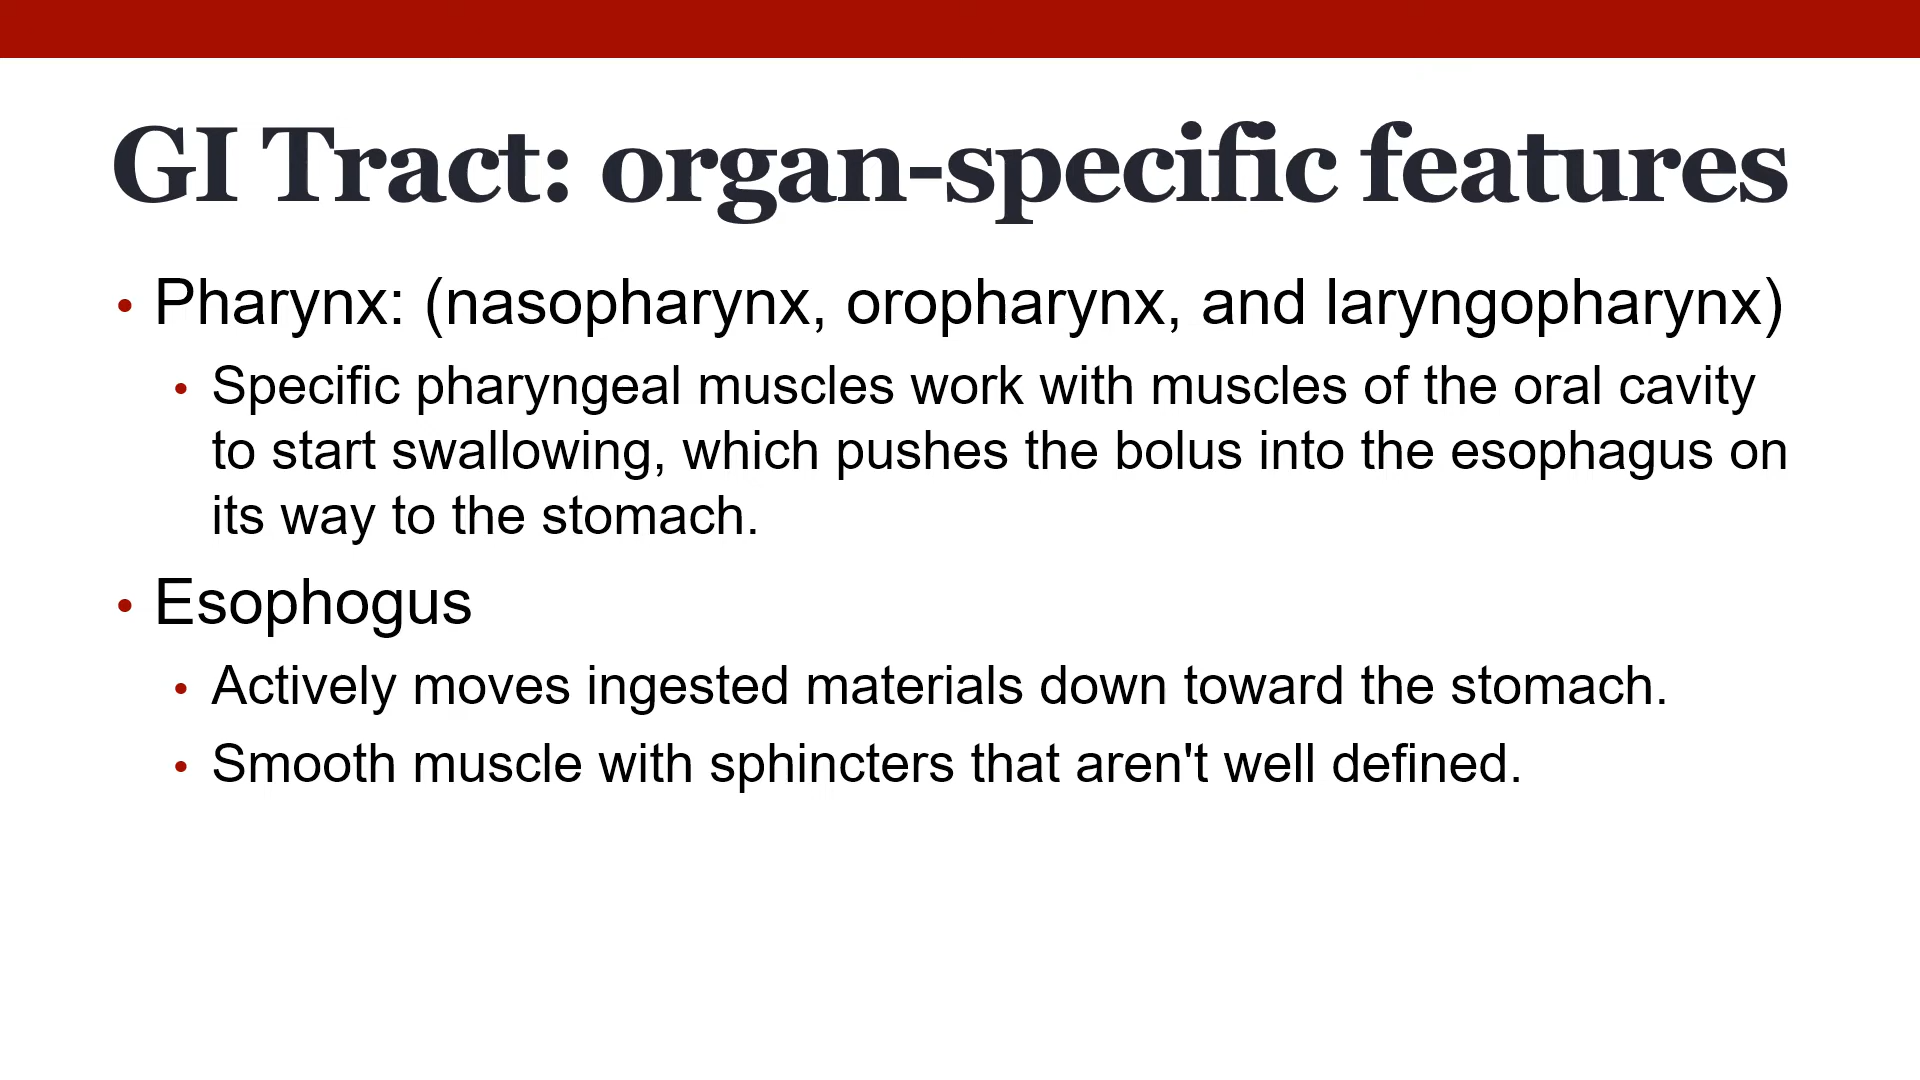 GI Tract: organ-specific features
• Pharynx: (nasopharynx, oropharynx, and laryngopharynx)
• Specific pharyngeal muscles work with muscles of the oral cavity
to start swallowing, which pushes the bolus into the esophagus on
its way to the stomach.
• Esophogus
• Actively moves ingested materials down toward the stomach.
• Smooth muscle with sphincters that aren't well defined.